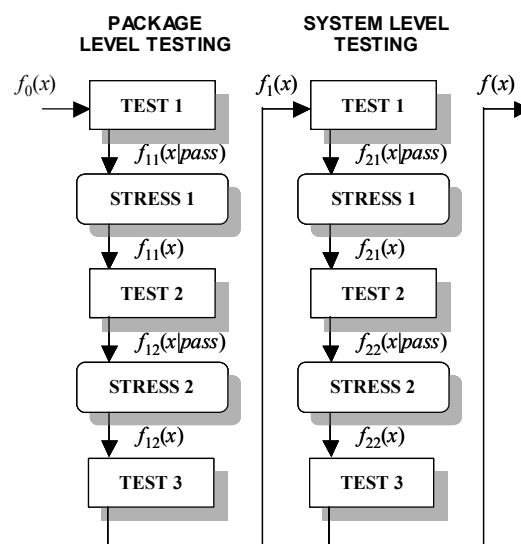 PACKAGE
LEVEL TESTING
f₀(x)
TEST 1
f₁₁(x|pass)
STRESS 1
f₁₁(x)
TEST 2
f₁₂(x|pass)
STRESS 2
f₁₂(x)
TEST 3
SYSTEM LEVEL
TESTING
f₁(x)
TEST 1
f₂₁(x|pass)
STRESS 1
f₂₁(x)
TEST 2
f₂₂(x|pass)
STRESS 2
f₂₂(x)
TEST 3
f(x)